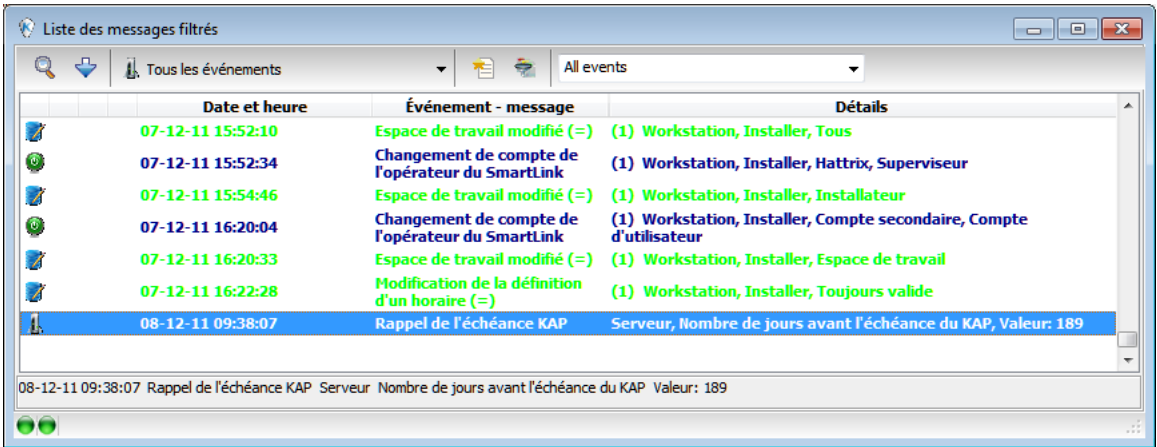 Liste des messages filtrés
Tous les événements All events
Date et heure Événement - message Détails
07-12-11 15:52:10 Espace de travail modifié (=) (1) Workstation, Installer, Tous
07-12-11 15:52:34 Changement de compte de
l'opérateur du SmartLink (1) Workstation, Installer, Hattrix, Superviseur
07-12-11 15:54:46 Espace de travail modifié (=) (1) Workstation, Installer, Installateur
07-12-11 16:20:04 Changement de compte de
l'opérateur du SmartLink (1) Workstation, Installer, Compte secondaire, Compte
d'utilisateur
07-12-11 16:20:33 Espace de travail modifié (=) (1) Workstation, Installer, Espace de travail
07-12-11 16:22:28 Modification de la définition
d'un horaire (=) (1) Workstation, Installer, Toujours valide
08-12-11 09:38:07 Rappel de l'échéance KAP Serveur, Nombre de jours avant l'échéance du KAP, Valeur: 189
08-12-11 09:38:07 Rappel de l'échéance KAP Serveur Nombre de jours avant l'échéance du KAP Valeur: 189